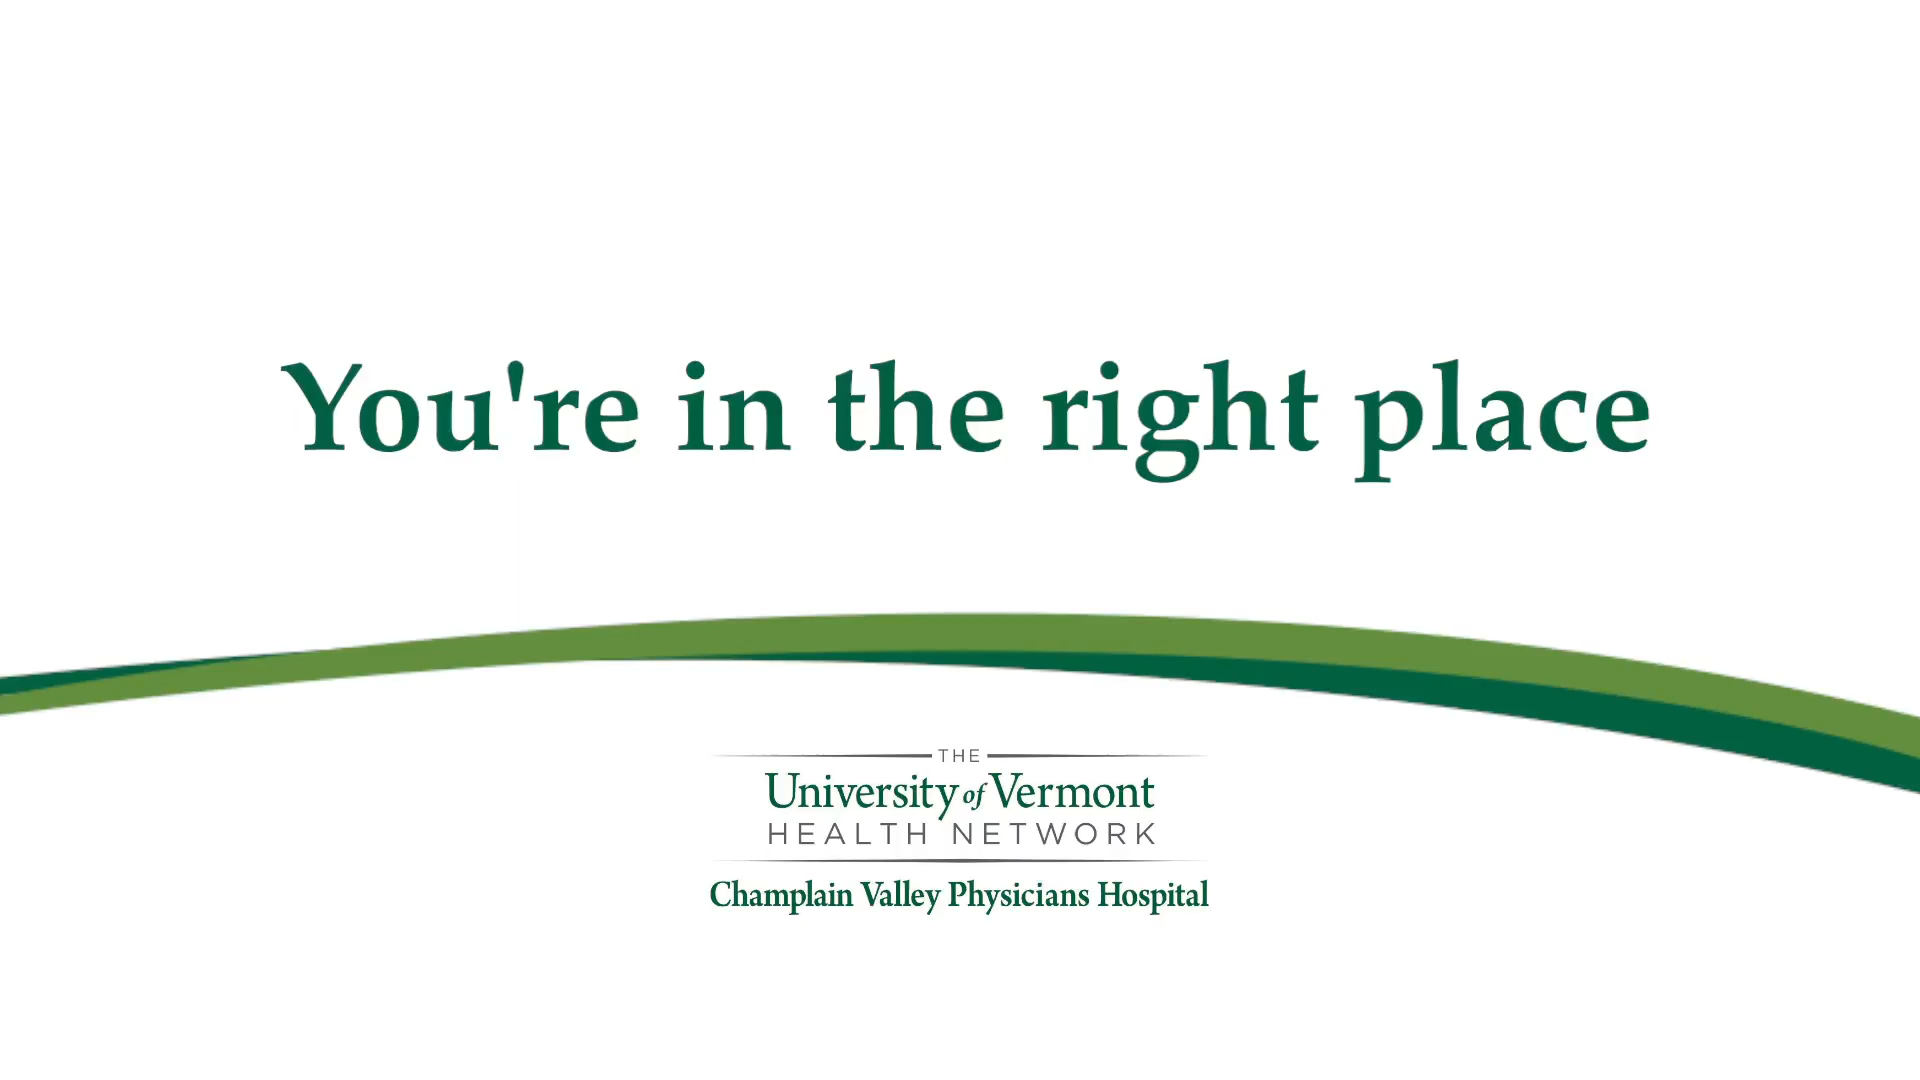 You're in the right place
THE
University of Vermont
HEALTH NETWORK
Champlain Valley Physicians Hospital